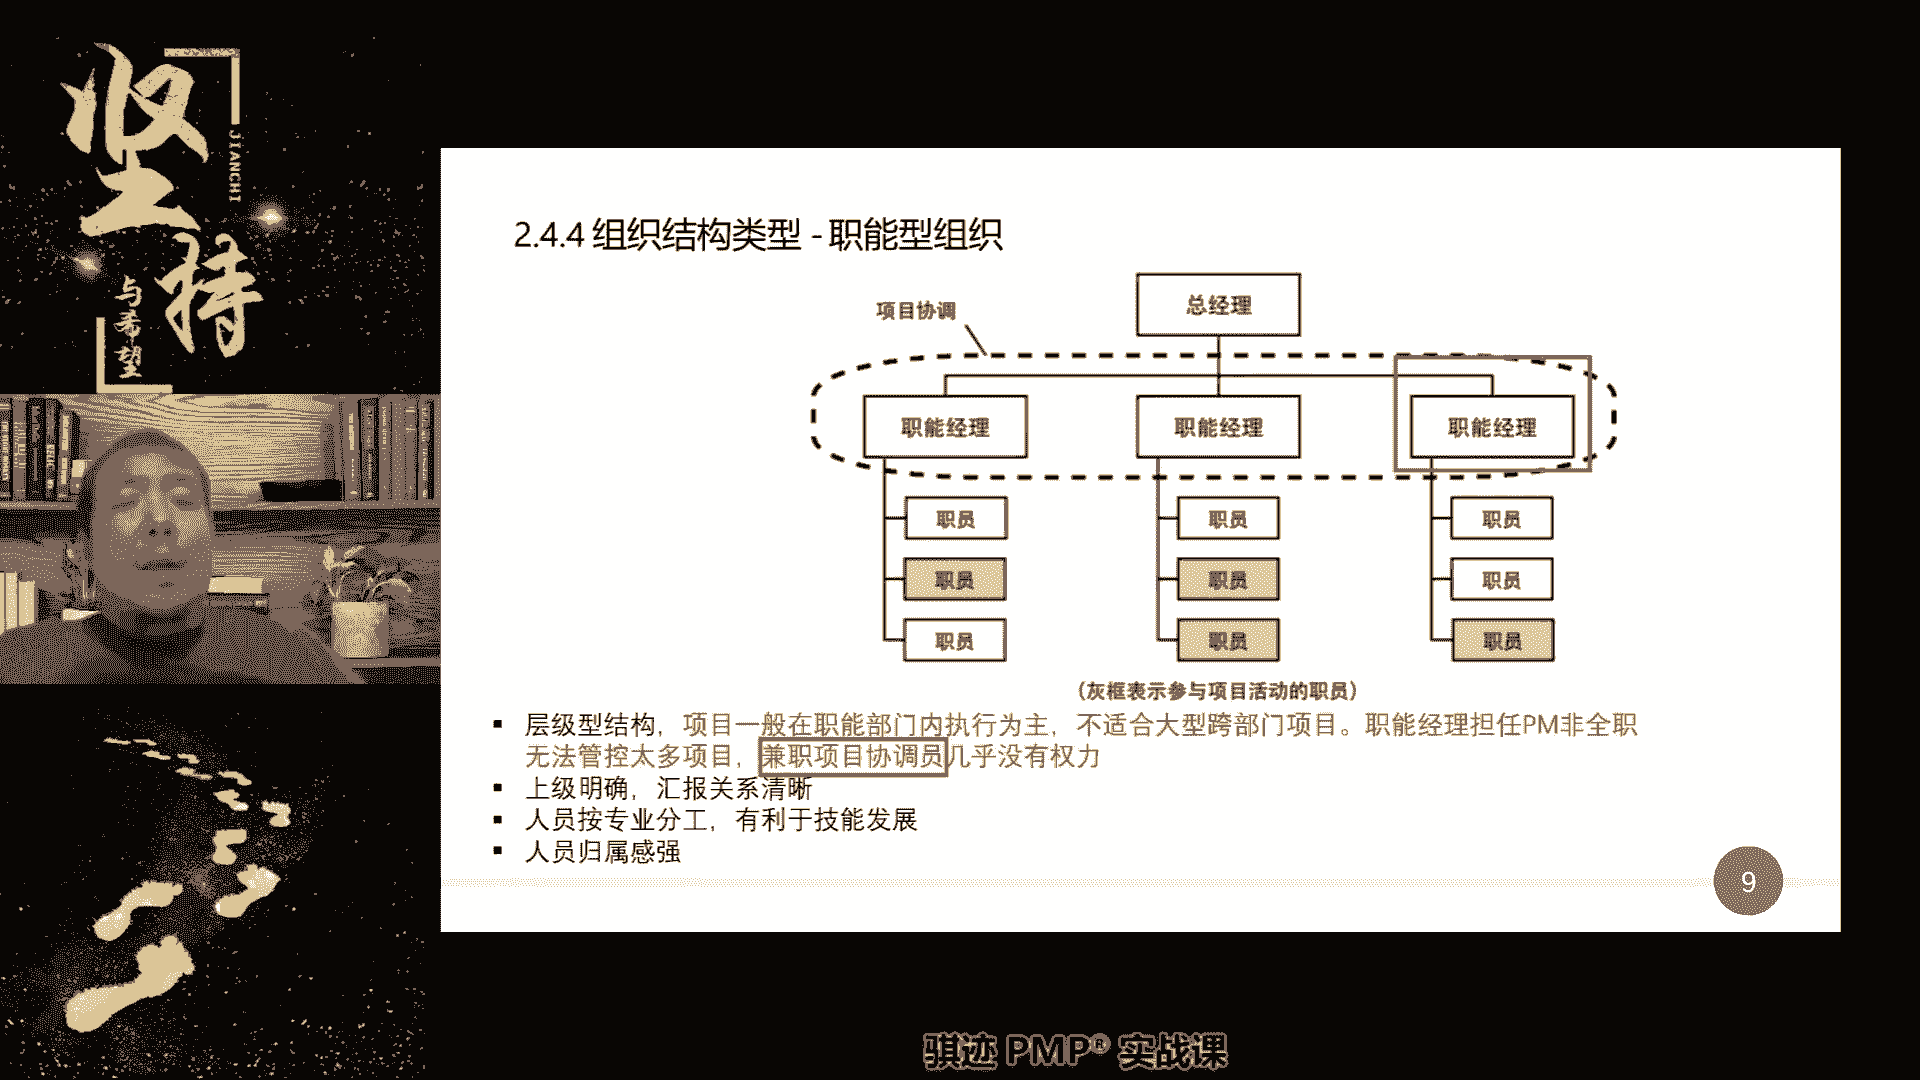 坚持
JIANCHI
与希望
2.4.4 组织结构类型 - 职能型组织
项目协调
总经理
职能经理 职能经理 职能经理
职员 职员 职员
职员 职员 职员
职员 职员 职员
(灰框表示参与项目活动的职员)
▪ 层级型结构，项目一般在职能部门内执行为主，不适合大型跨部门项目。职能经理担任PM非全职
无法管控太多项目，兼职项目协调员几乎没有权力
▪ 上级明确，汇报关系清晰
▪ 人员按专业分工，有利于技能发展
▪ 人员归属感强
9
骐迹 PMP® 实战课